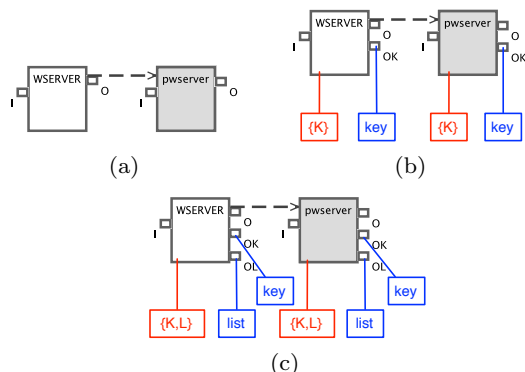 WSERVER
pwserver
O
O
I
I
(a)
WSERVER
pwserver
O
O
I
I
OK
OK
{K}
key
{K}
key
(b)
WSERVER
pwserver
O
O
I
I
OK
OK
OL
OL
key
key
{K,L}
list
{K,L}
list
(c)